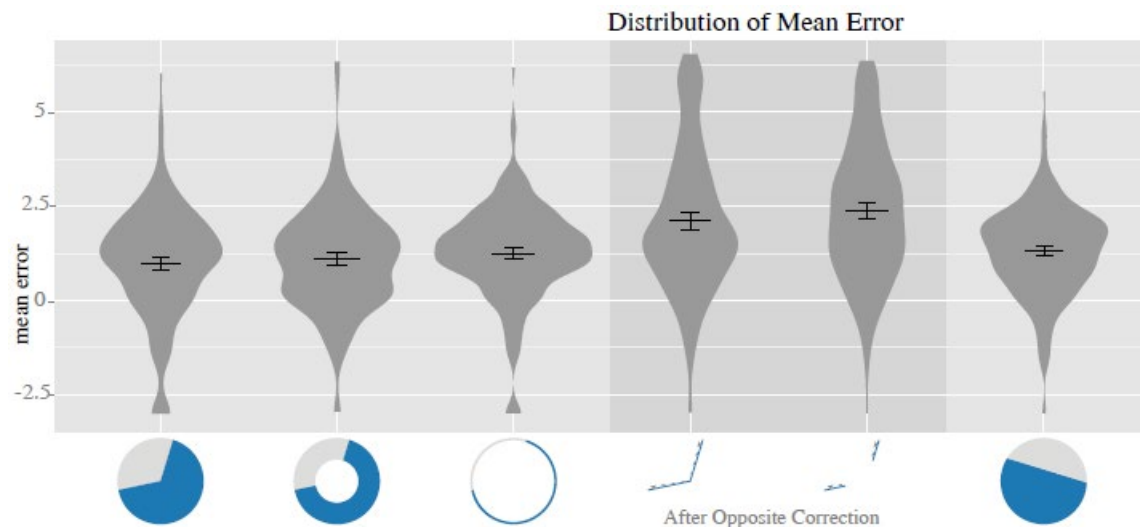 Distribution of Mean Error
mean error
5
2.5
0
-2.5
After Opposite Correction